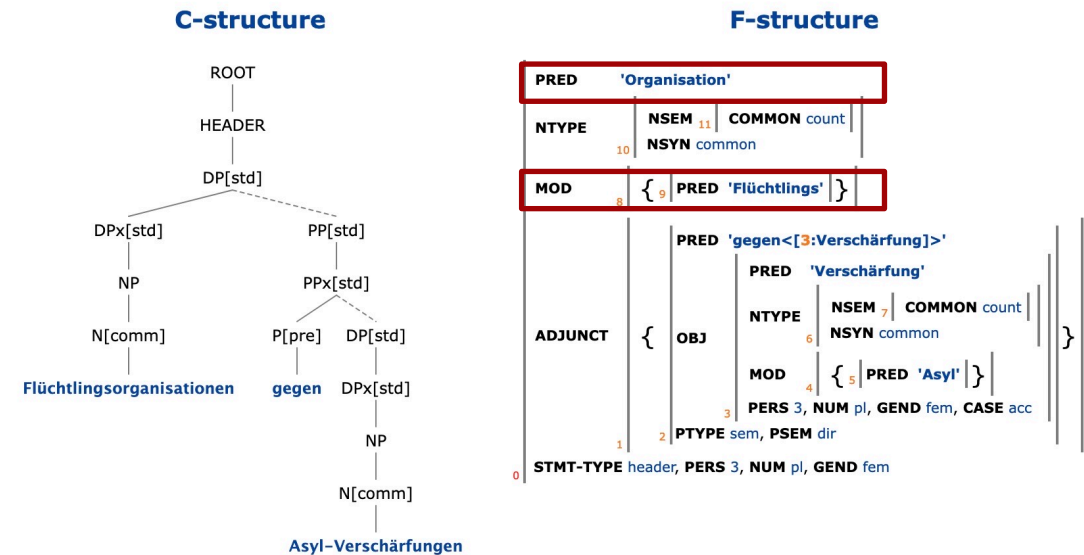 C-structure
ROOT
HEADER
DP[std]
DPx[std] PP[std]
NP PPx[std]
N[comm] P[pre] DP[std]
Flüchtlingsorganisationen gegen DPx[std]
NP
N[comm]
Asyl-Verschärfungen
F-structure
PRED 'Organisation'
NTYPE NSEM 11 COMMON count
10 NSYN common
MOD 8 { 9 PRED 'Flüchtlings' }
PRED 'gegen<[3:Verschärfung]>'
PRED 'Verschärfung'
NTYPE NSEM 7 COMMON count
6 NSYN common
ADJUNCT { OBJ }
MOD 4 { 5 PRED 'Asyl' }
3 PERS 3, NUM pl, GEND fem, CASE acc
1 2 PTYPE sem, PSEM dir
0 STMT-TYPE header, PERS 3, NUM pl, GEND fem